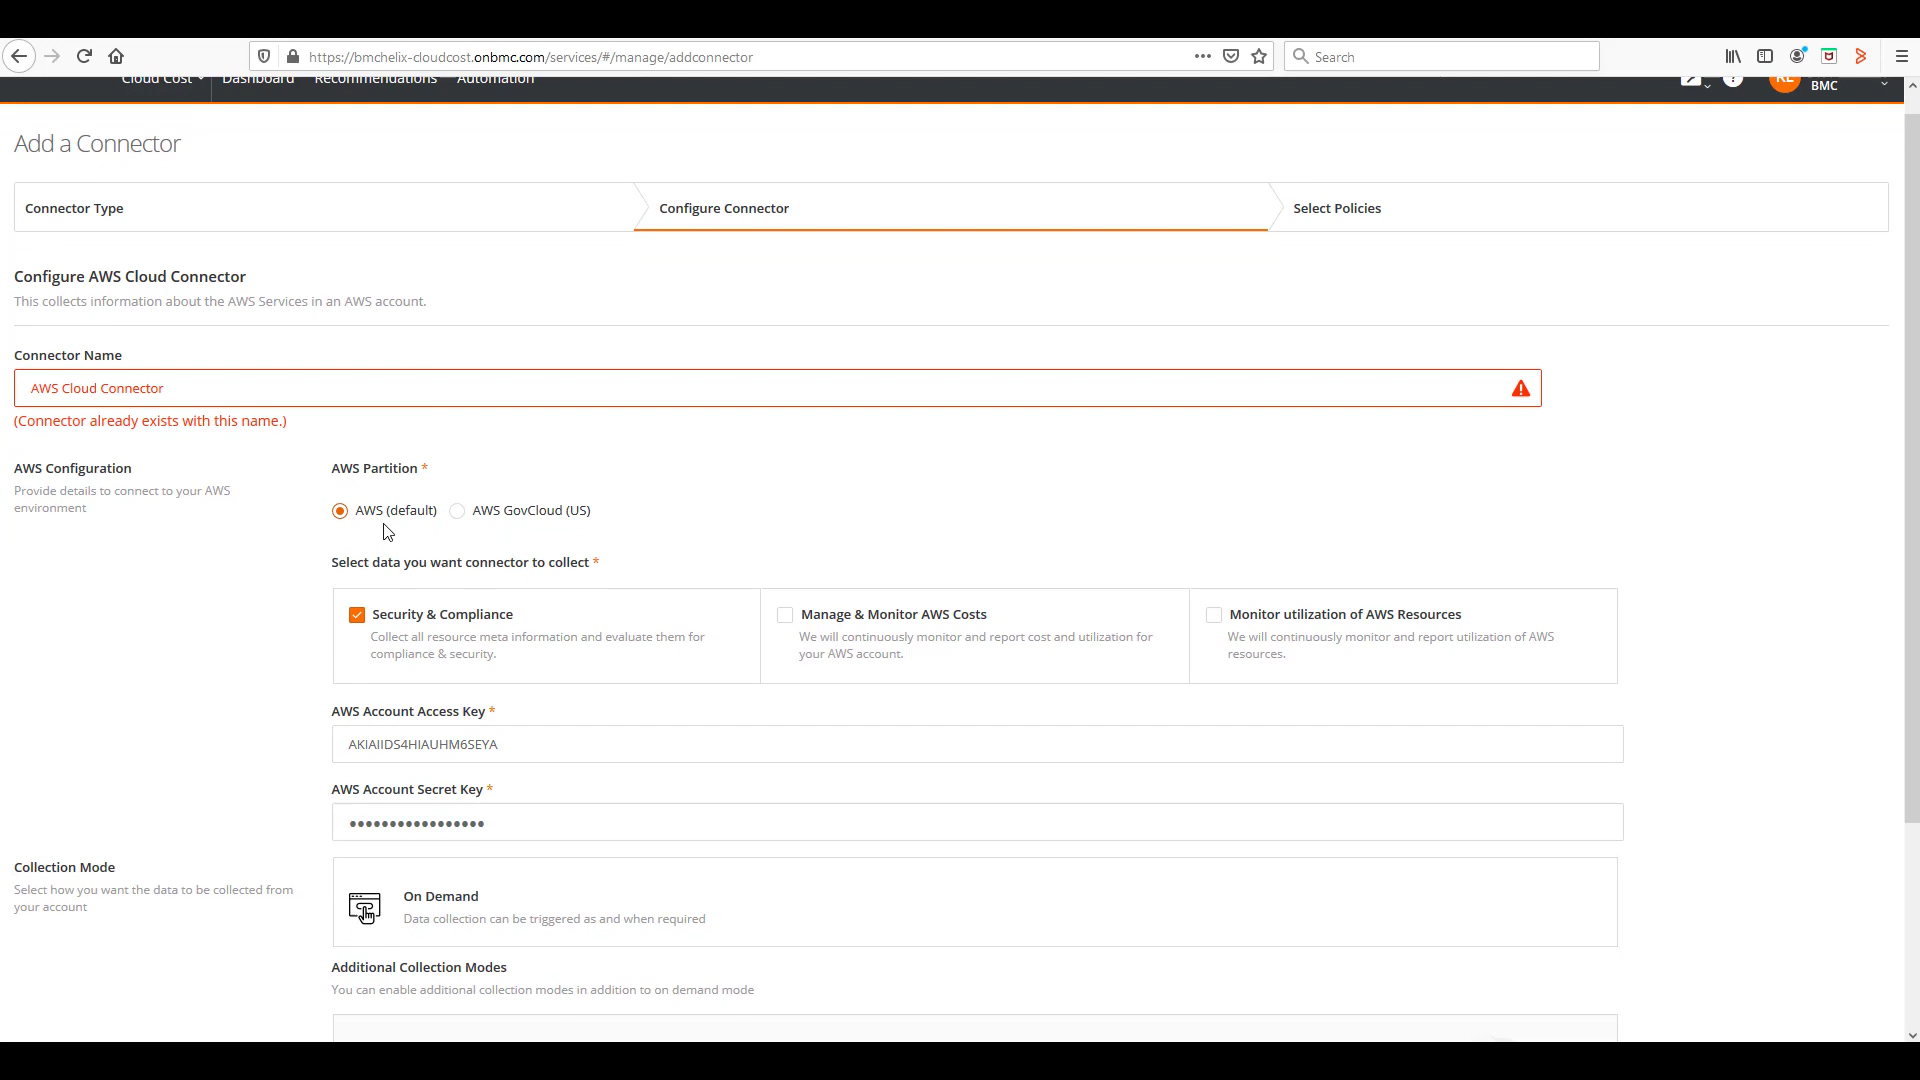 https://bmchelix-cloudcost.onbmc.com/services/#/manage/addconnector
Search
Cloud Cost
Dashboard
Recommendations
Automation
RL
BMC
Add a Connector
Connector Type
Configure Connector
Select Policies
Configure AWS Cloud Connector
This collects information about the AWS Services in an AWS account.
Connector Name
AWS Cloud Connector
(Connector already exists with this name.)
AWS Configuration
Provide details to connect to your AWS
environment
AWS Partition *
AWS (default)
AWS GovCloud (US)
Select data you want connector to collect *
Security & Compliance
Collect all resource meta information and evaluate them for
compliance & security.
Manage & Monitor AWS Costs
We will continuously monitor and report cost and utilization for
your AWS account.
Monitor utilization of AWS Resources
We will continuously monitor and report utilization of AWS
resources.
AWS Account Access Key *
AKIAIIDS4HIAUHM6SEYA
AWS Account Secret Key *
•••••••••••••••••
Collection Mode
Select how you want the data to be collected from
your account
On Demand
Data collection can be triggered as and when required
Additional Collection Modes
You can enable additional collection modes in addition to on demand mode